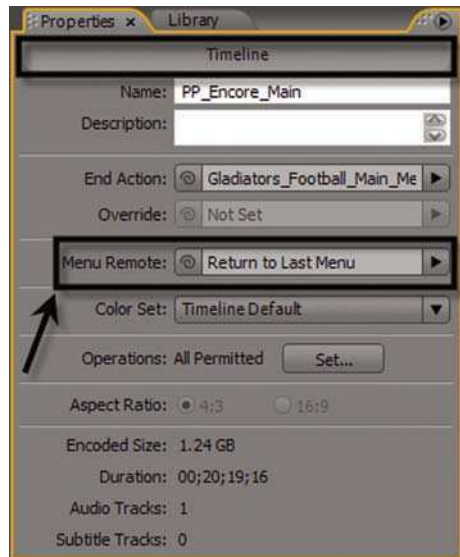 Properties × Library
Timeline
Name: PP_Encore_Main
Description:
End Action: Gladiators_Football_Main_Me
Override: Not Set
Menu Remote: Return to Last Menu
Color Set: Timeline Default
Operations: All Permitted Set...
Aspect Ratio: 4:3 16:9
Encoded Size: 1.24 GB
Duration: 00;20;19;16
Audio Tracks: 1
Subtitle Tracks: 0